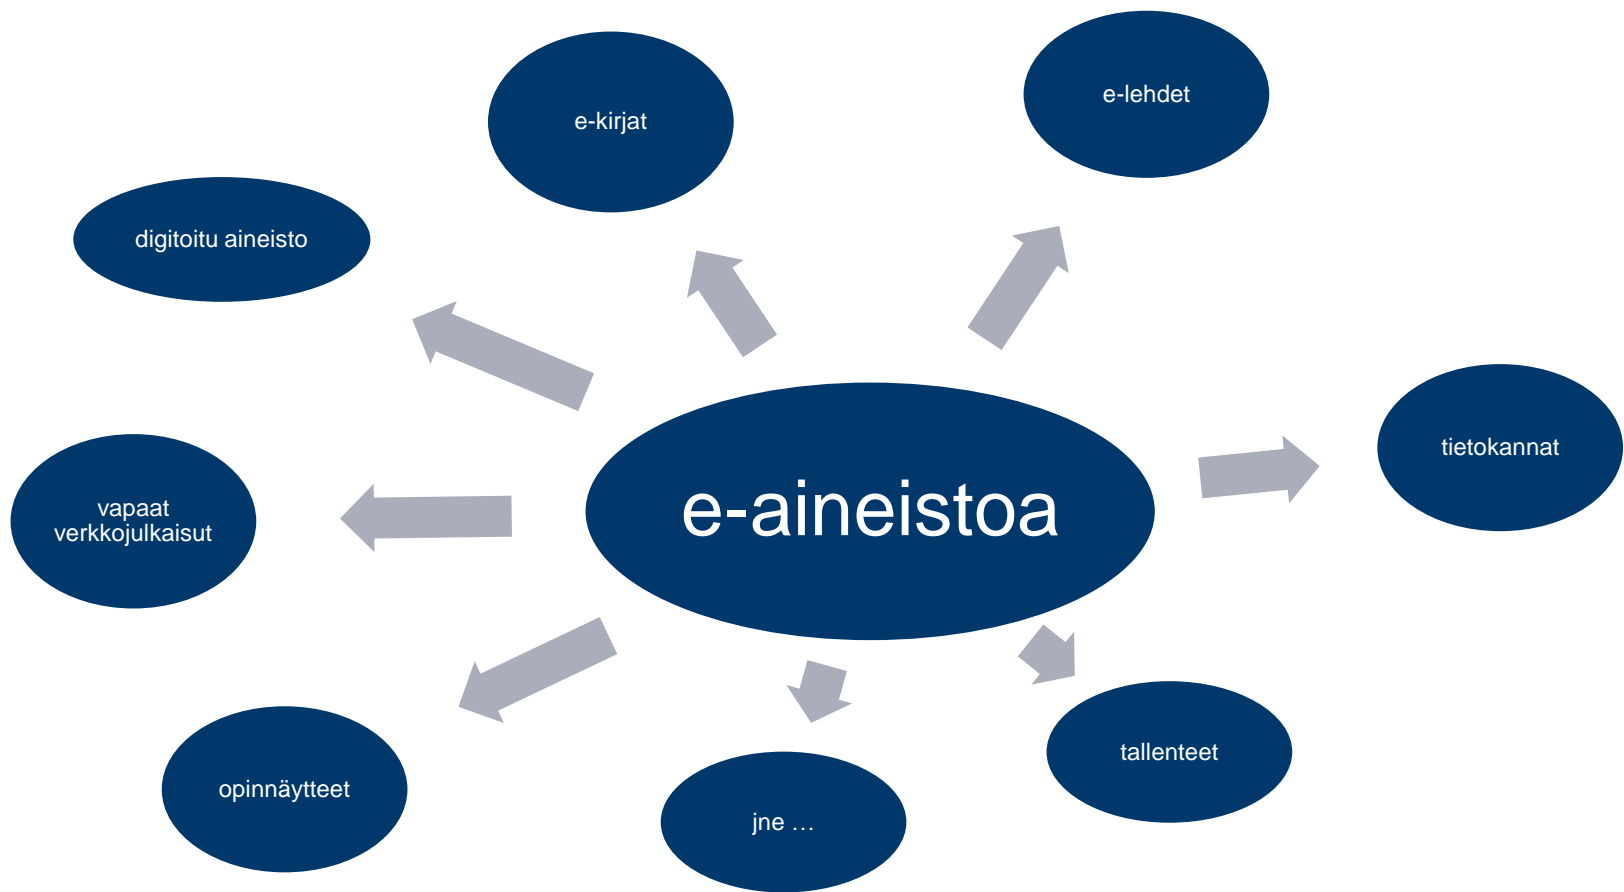 e-lehdet
e-kirjat
digitoitu aineisto
tietokannat
e-aineistoa
vapaat
verkkojulkaisut
tallenteet
opinnäytteet
jne …